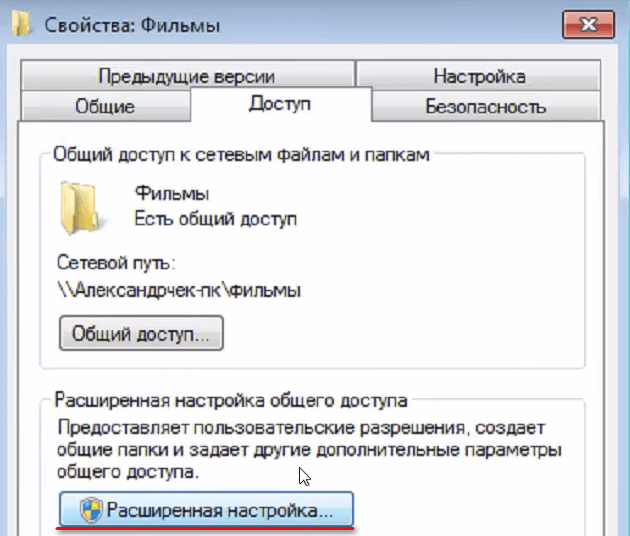 Свойства: Фильмы
Предыдущие версии
Настройка
Общие
Доступ
Безопасность
Общий доступ к сетевым файлам и папкам
Фильмы
Есть общий доступ
Сетевой путь:
\\Александрчек-пк\фильмы
Общий доступ...
Расширенная настройка общего доступа
Предоставляет пользовательские разрешения, создает
общие папки и задает другие дополнительные параметры
общего доступа.
Расширенная настройка...